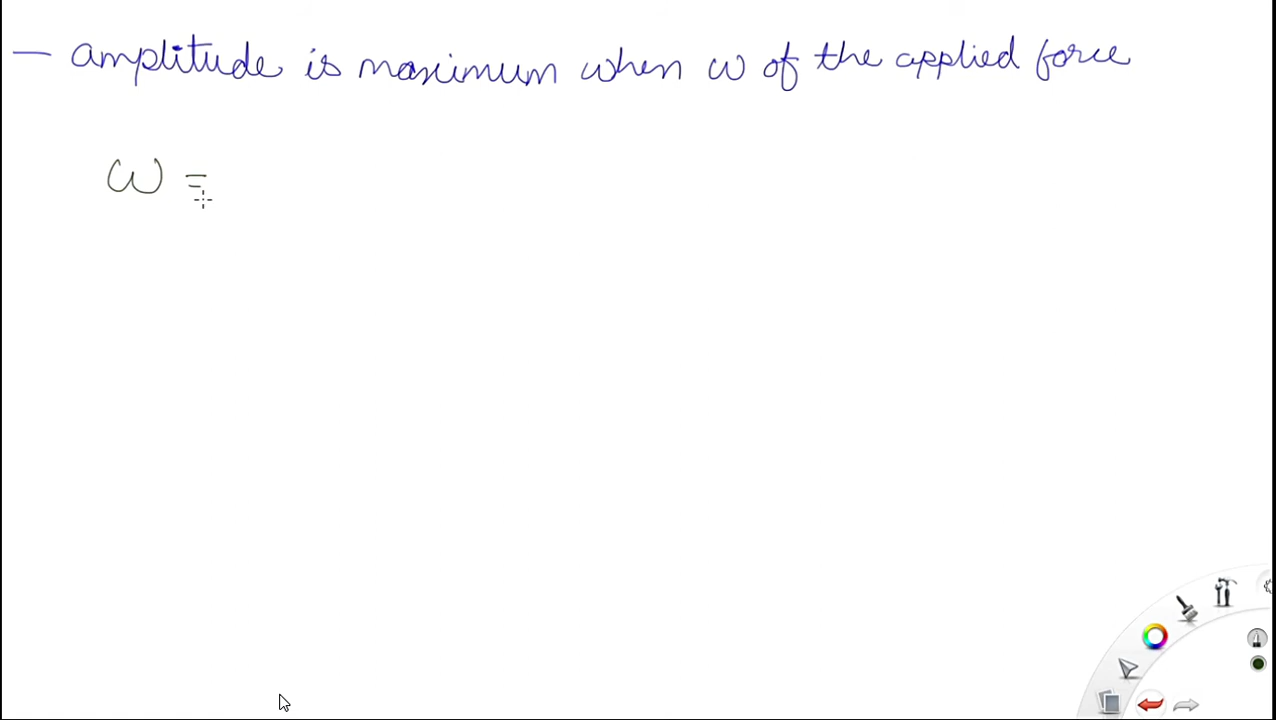 — amplitude is maximum when ω of the applied force
ω =